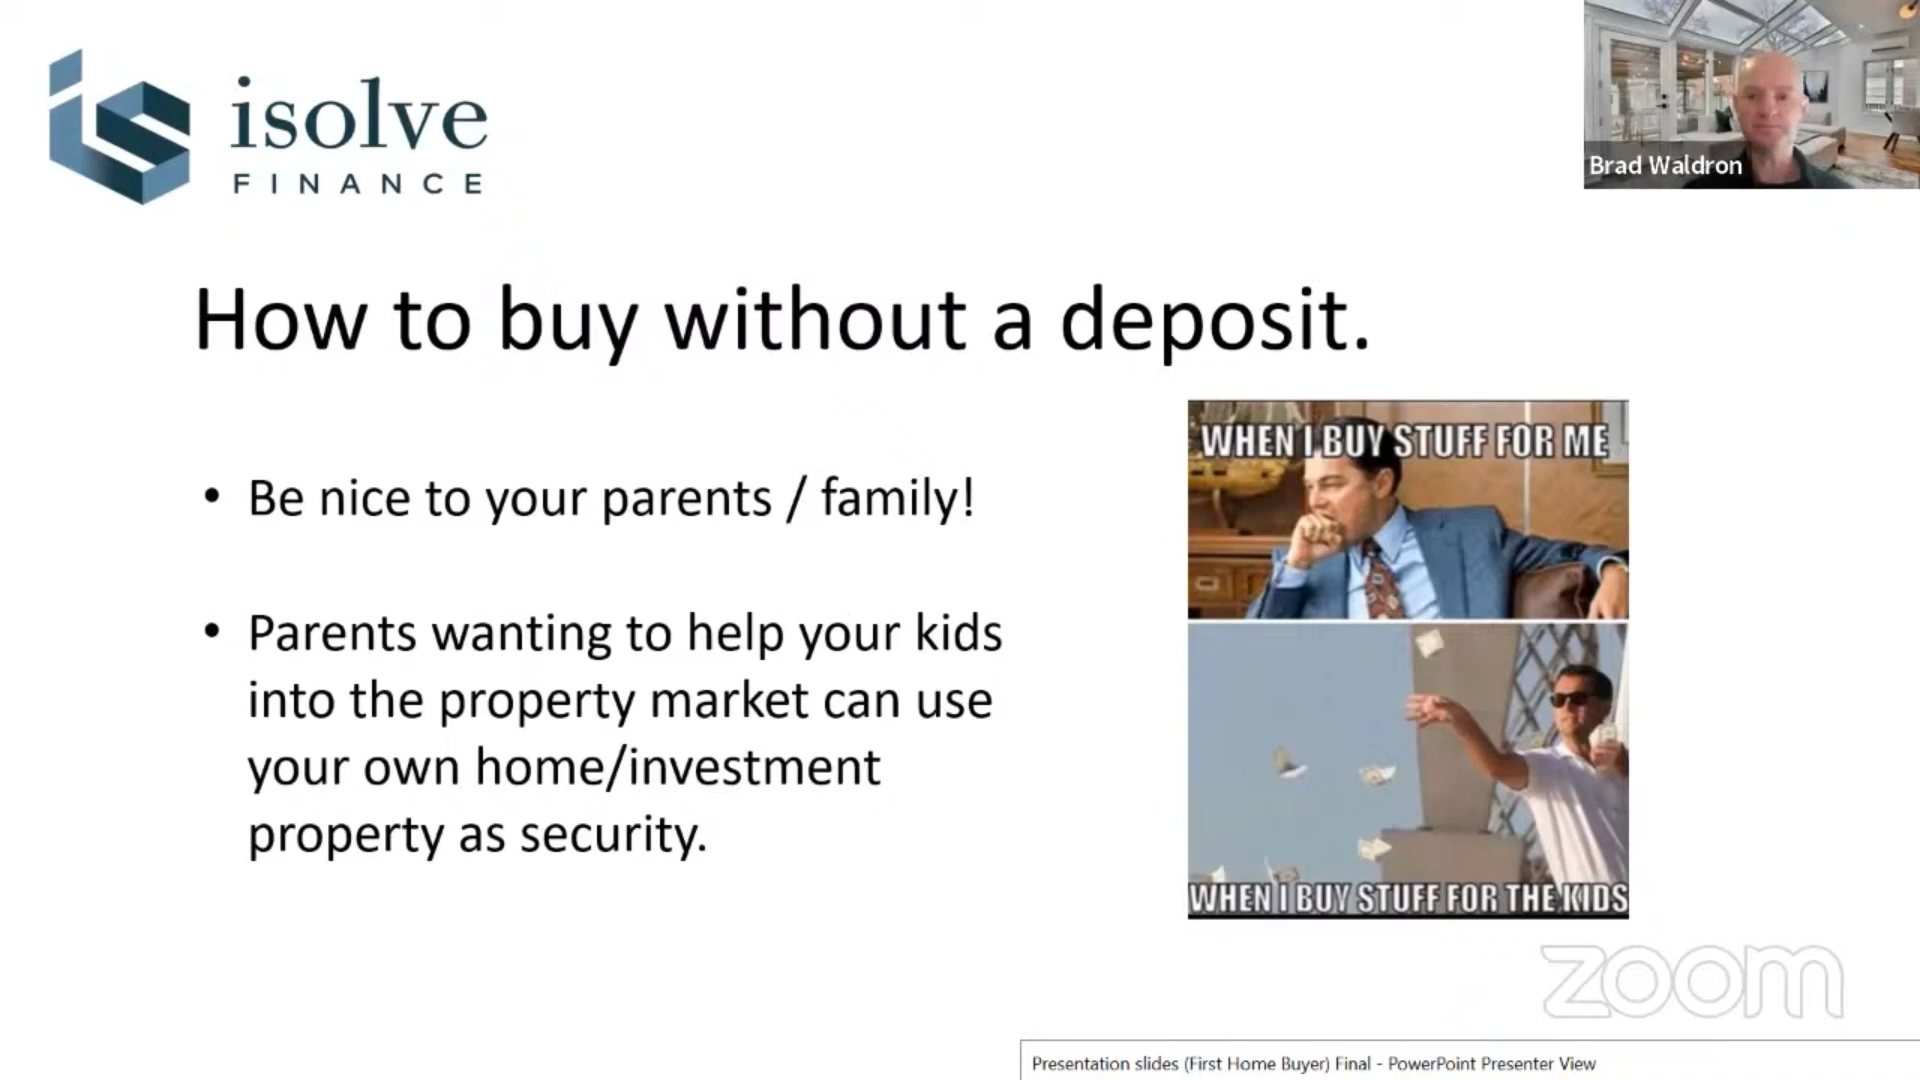 isolve
FINANCE
Brad Waldron
How to buy without a deposit.
• Be nice to your parents / family!
• Parents wanting to help your kids
into the property market can use
your own home/investment
property as security.
WHEN I BUY STUFF FOR ME
WHEN I BUY STUFF FOR THE KIDS
zoom
Presentation slides (First Home Buyer) Final - PowerPoint Presenter View